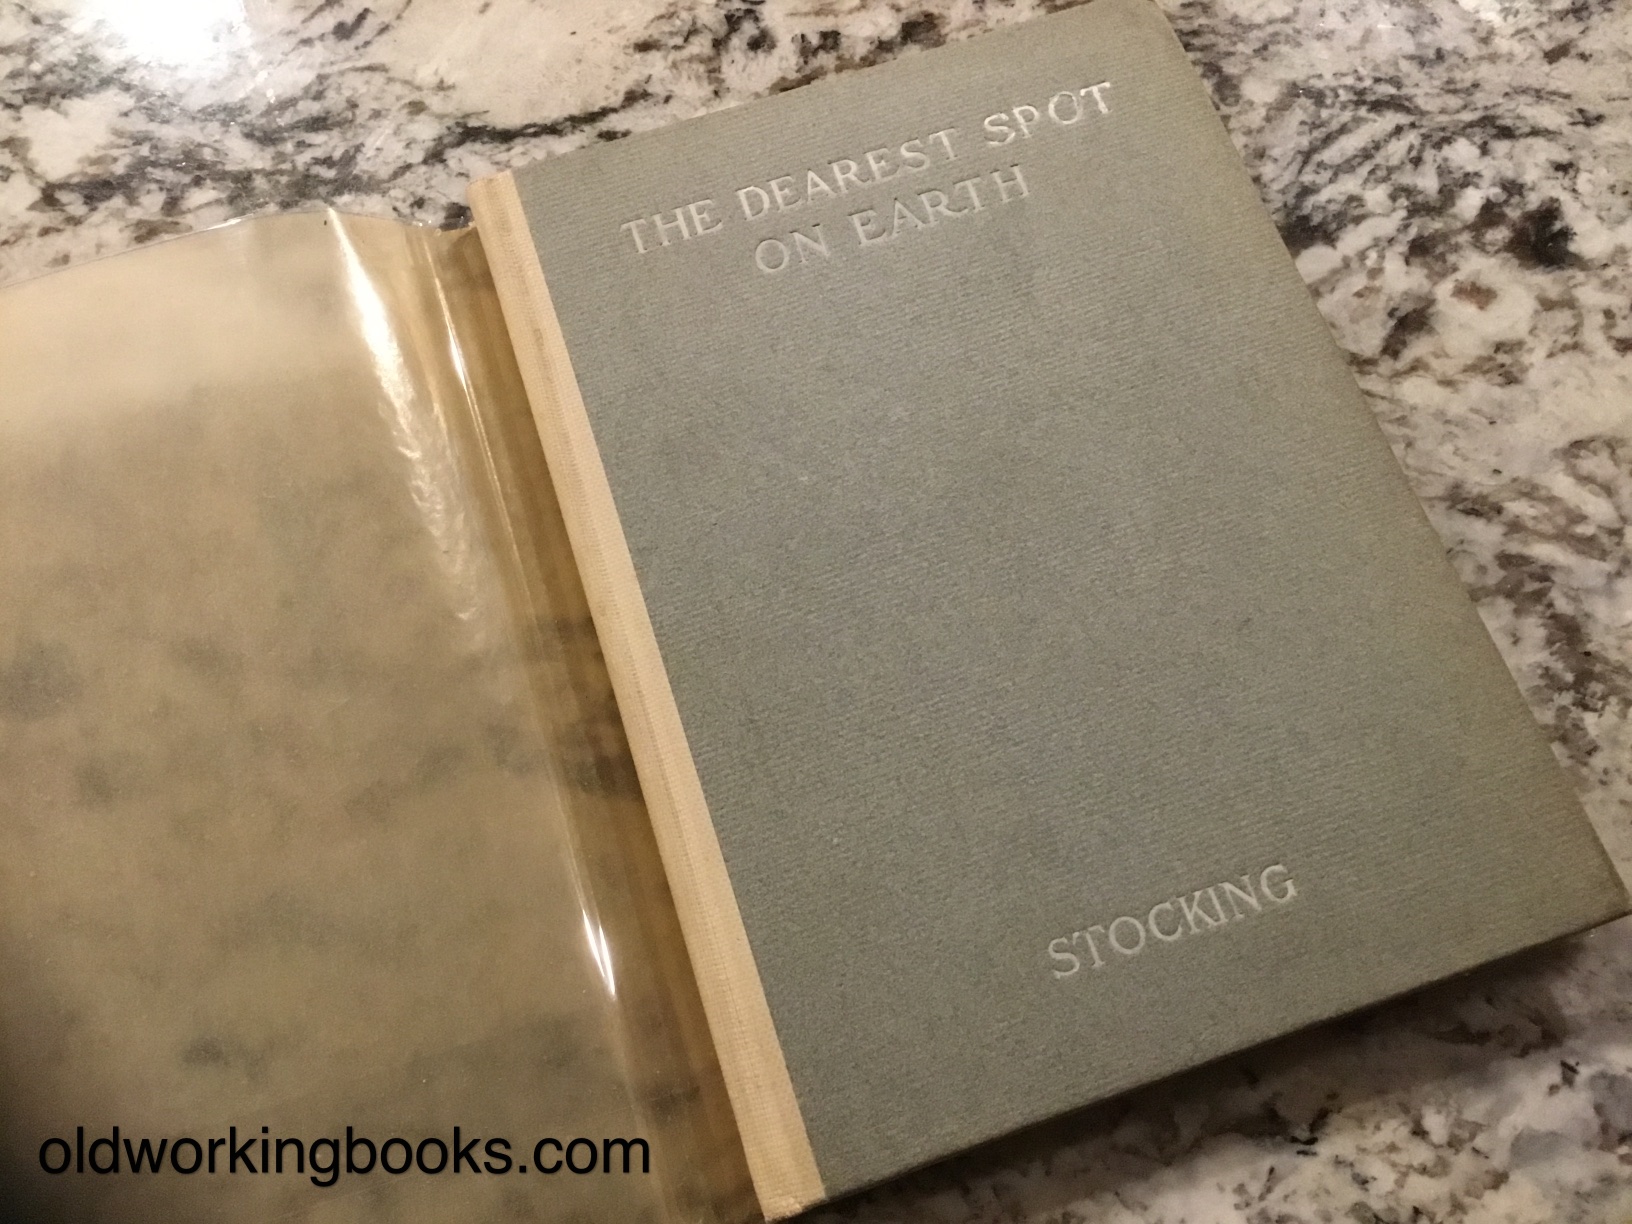 THE DEAREST SPOT
ON EARTH
STOCKING
oldworkingbooks.com